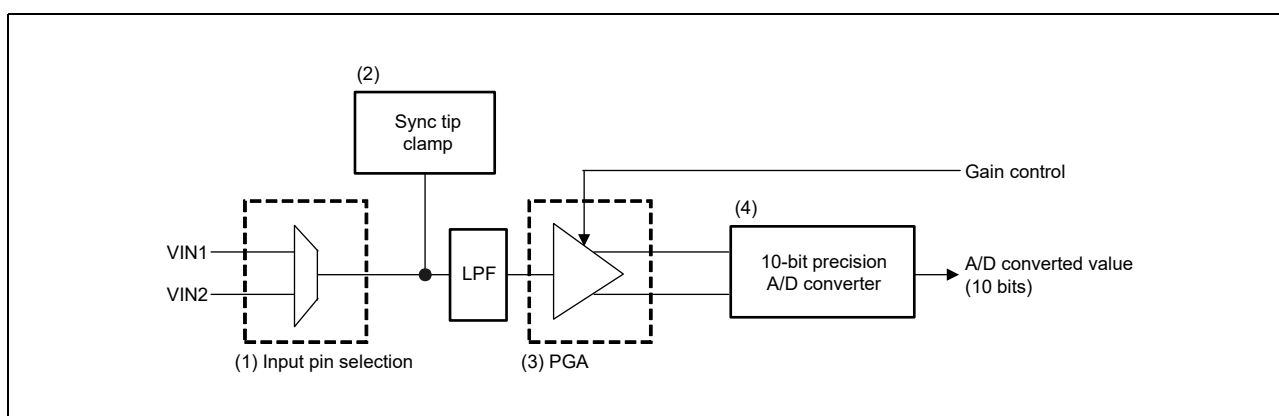 (2)
Sync tip
clamp
Gain control
(4)
VIN1
LPF
10-bit precision
A/D converter
A/D converted value
(10 bits)
VIN2
(1) Input pin selection
(3) PGA